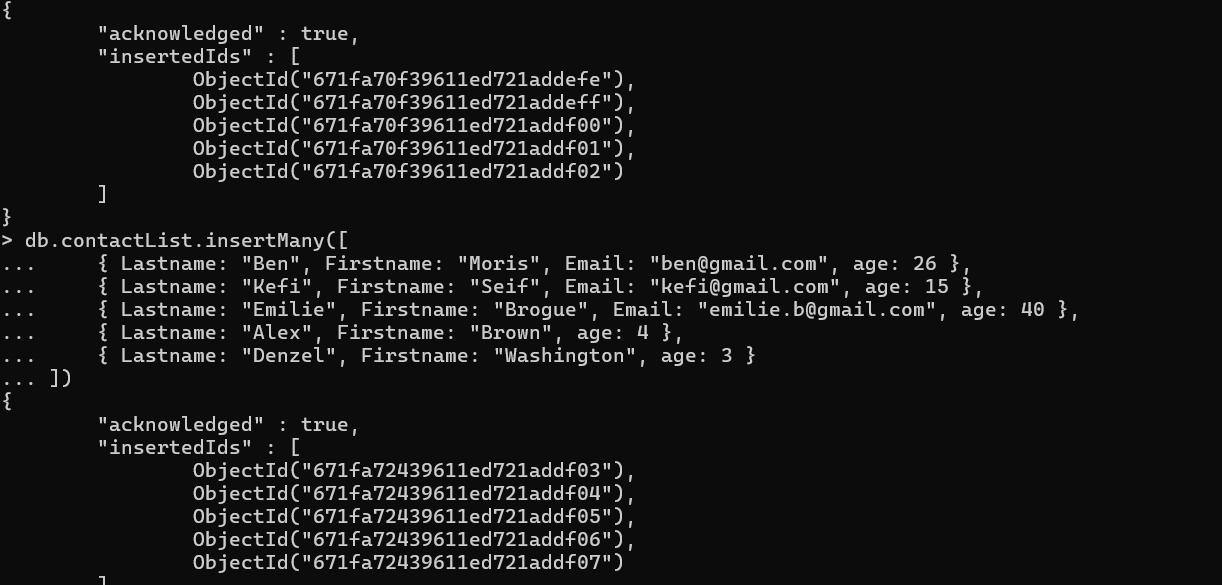 {
        "acknowledged" : true,
        "insertedIds" : [
                ObjectId("671fa70f39611ed721addefe"),
                ObjectId("671fa70f39611ed721addeff"),
                ObjectId("671fa70f39611ed721addf00"),
                ObjectId("671fa70f39611ed721addf01"),
                ObjectId("671fa70f39611ed721addf02")
        ]
}
> db.contactList.insertMany([
...     { Lastname: "Ben", Firstname: "Moris", Email: "ben@gmail.com", age: 26 },
...     { Lastname: "Kefi", Firstname: "Seif", Email: "kefi@gmail.com", age: 15 },
...     { Lastname: "Emilie", Firstname: "Brogue", Email: "emilie.b@gmail.com", age: 40 },
...     { Lastname: "Alex", Firstname: "Brown", age: 4 },
...     { Lastname: "Denzel", Firstname: "Washington", age: 3 }
... ])
{
        "acknowledged" : true,
        "insertedIds" : [
                ObjectId("671fa72439611ed721addf03"),
                ObjectId("671fa72439611ed721addf04"),
                ObjectId("671fa72439611ed721addf05"),
                ObjectId("671fa72439611ed721addf06"),
                ObjectId("671fa72439611ed721addf07")
        ]